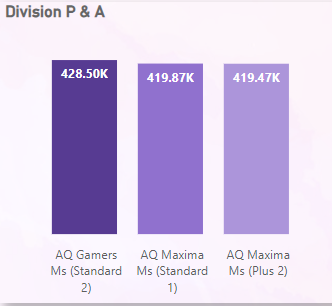 Division P & A
428.50K
419.87K
419.47K
AQ Gamers
Ms (Standard
2)
AQ Maxima
Ms (Standard
1)
AQ Maxima
Ms (Plus 2)